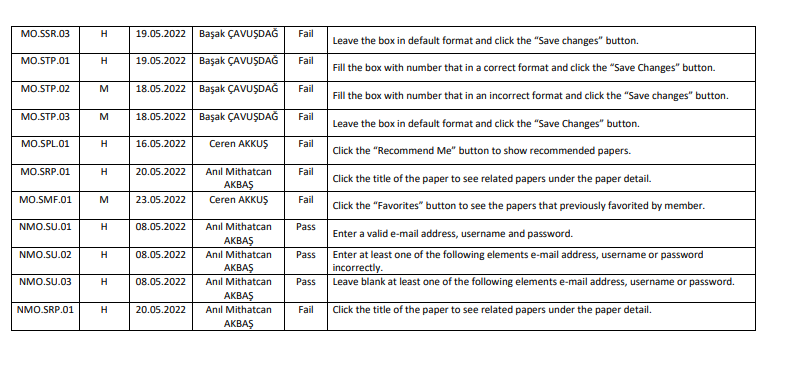 MO.SSR.03 H 19.05.2022 Başak ÇAVUŞDAĞ Fail Leave the box in default format and click the “Save changes” button.
MO.STP.01 H 19.05.2022 Başak ÇAVUŞDAĞ Fail Fill the box with number that in a correct format and click the “Save Changes” button.
MO.STP.02 M 18.05.2022 Başak ÇAVUŞDAĞ Fail Fill the box with number that in an incorrect format and click the “Save changes” button.
MO.STP.03 M 18.05.2022 Başak ÇAVUŞDAĞ Fail Leave the box in default format and click the “Save Changes” button.
MO.SPL.01 H 16.05.2022 Ceren AKKUŞ Fail Click the “Recommend Me” button to show recommended papers.
MO.SRP.01 H 20.05.2022 Anıl Mithatcan Fail Click the title of the paper to see related papers under the paper detail.
AKBAŞ
MO.SMF.01 M 23.05.2022 Ceren AKKUŞ Fail Click the “Favorites” button to see the papers that previously favorited by member.
NMO.SU.01 H 08.05.2022 Anıl Mithatcan Pass Enter a valid e-mail address, username and password.
AKBAŞ
NMO.SU.02 H 08.05.2022 Anıl Mithatcan Pass Enter at least one of the following elements e-mail address, username or password
AKBAŞ incorrectly.
NMO.SU.03 H 08.05.2022 Anıl Mithatcan Pass Leave blank at least one of the following elements e-mail address, username or password.
AKBAŞ
NMO.SRP.01 H 20.05.2022 Anıl Mithatcan Fail Click the title of the paper to see related papers under the paper detail.
AKBAŞ